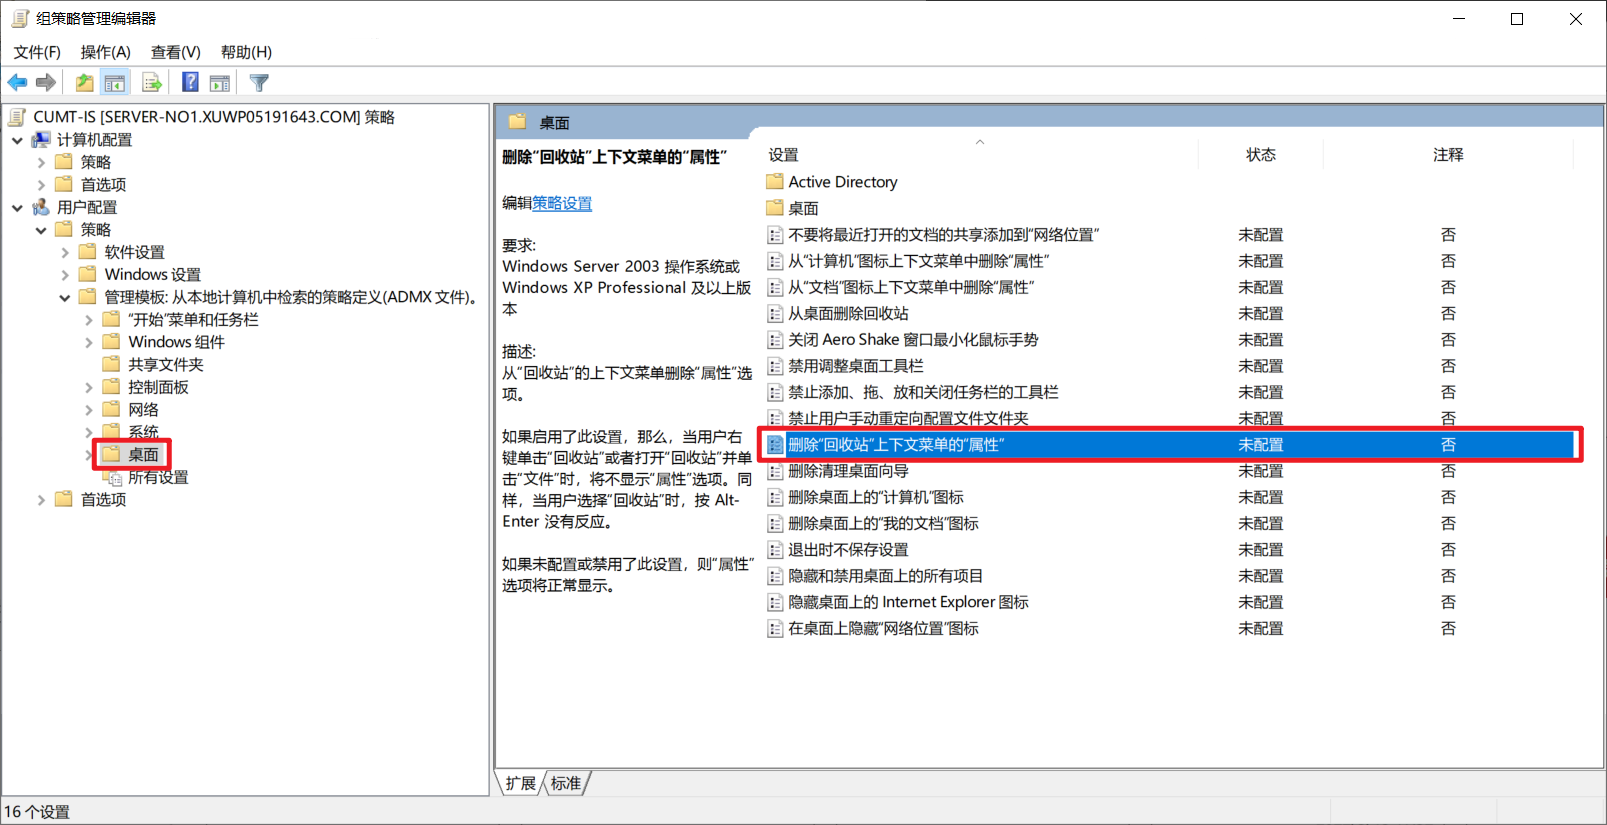 组策略管理编辑器
文件(F) 操作(A) 查看(V) 帮助(H)
CUMT-IS [SERVER-NO1.XUWP05191643.COM] 策略
计算机配置
策略
首选项
用户配置
策略
软件设置
Windows 设置
管理模板: 从本地计算机中检索的策略定义(ADMX 文件)。
“开始”菜单和任务栏
Windows 组件
共享文件夹
控制面板
网络
系统
桌面
所有设置
首选项
桌面
删除“回收站”上下文菜单的“属性”
编辑策略设置
要求:
Windows Server 2003 操作系统或
Windows XP Professional 及以上版
本
描述:
从“回收站”的上下文菜单删除“属性”选
项。
如果启用了此设置，那么，当用户右
键单击“回收站”或者打开“回收站”并单
击“文件”时，将不显示“属性”选项。同
样，当用户选择“回收站”时，按 Alt-
Enter 没有反应。
如果未配置或禁用了此设置，则“属性”
选项将正常显示。
设置 状态 注释
Active Directory
桌面
不要将最近打开的文档的共享添加到“网络位置” 未配置 否
从“计算机”图标上下文菜单中删除“属性” 未配置 否
从“文档”图标上下文菜单中删除“属性” 未配置 否
从桌面删除回收站 未配置 否
关闭 Aero Shake 窗口最小化鼠标手势 未配置 否
禁用调整桌面工具栏 未配置 否
禁止添加、拖、放和关闭任务栏的工具栏 未配置 否
禁止用户手动重定向配置文件文件夹 未配置 否
删除“回收站”上下文菜单的“属性” 未配置 否
删除清理桌面向导 未配置 否
删除桌面上的“计算机”图标 未配置 否
删除桌面上的“我的文档”图标 未配置 否
退出时不保存设置 未配置 否
隐藏和禁用桌面上的所有项目 未配置 否
隐藏桌面上的 Internet Explorer 图标 未配置 否
在桌面上隐藏“网络位置”图标 未配置 否
扩展 标准
16 个设置